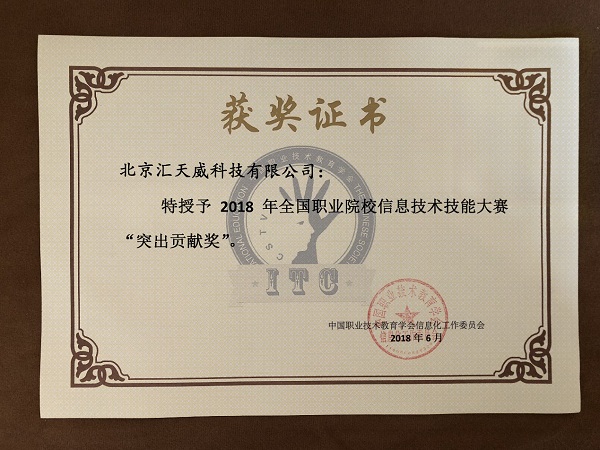 获奖证书
北京汇天威科技有限公司：
特授予 2018 年全国职业院校信息技术技能大赛
“突出贡献奖”。
ITC
中国职业技术教育学会信息化工作委员会
2018 年 6 月